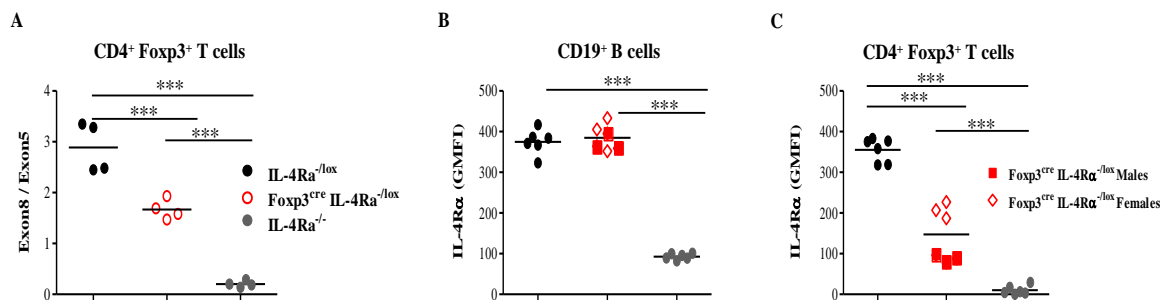 A
CD4⁺ Foxp3⁺ T cells
***
***
***
4
3
2
1
0
Exon8 / Exon5
IL-4Ra⁻/lox
Foxp3cre IL-4Ra⁻/lox
IL-4Ra⁻/⁻
B
CD19⁺ B cells
***
***
500
400
300
200
100
0
IL-4Rα (GMFI)
C
CD4⁺ Foxp3⁺ T cells
***
***
***
500
400
300
200
100
0
IL-4Rα (GMFI)
Foxp3cre IL-4Rα⁻/lox Males
Foxp3cre IL-4Rα⁻/lox Females